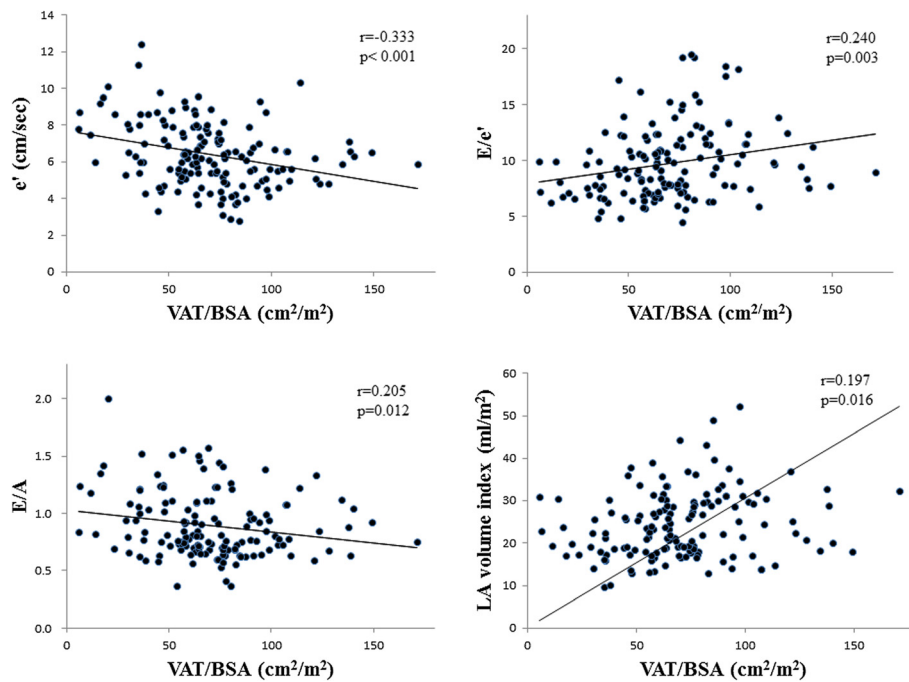 r=-0.333
p< 0.001
e' (cm/sec)
14
12
10
8
6
4
2
0
0 50 100 150
VAT/BSA (cm²/m²)
r=0.240
p=0.003
E/e'
20
15
10
5
0
0 50 100 150
VAT/BSA (cm²/m²)
r=0.205
p=0.012
E/A
2.0
1.5
1.0
0.5
0.0
0 50 100 150
VAT/BSA (cm²/m²)
r=0.197
p=0.016
LA volume index (ml/m²)
60
50
40
30
20
10
0
0 50 100 150
VAT/BSA (cm²/m²)